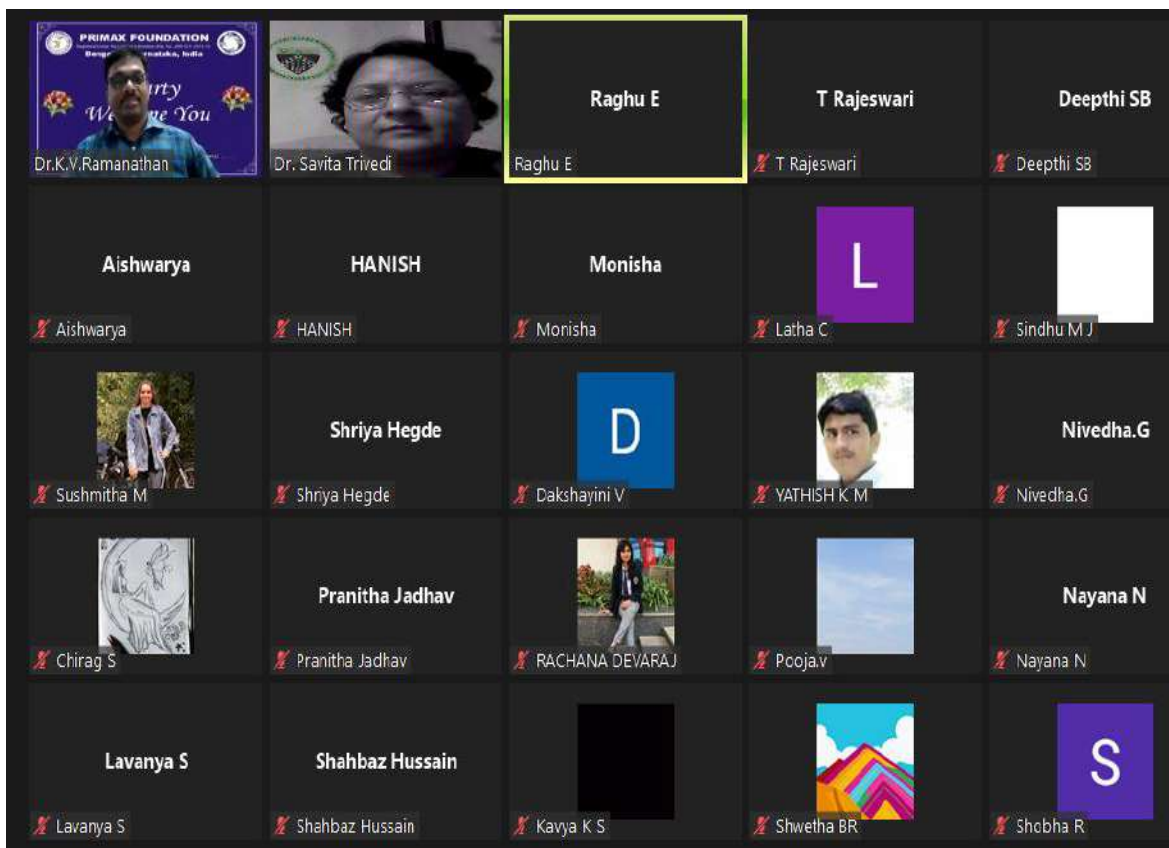 PRIMAX FOUNDATION
Karnataka, India
We You
Dr.K.V.Ramanathan
Dr. Savita Trivedi
Raghu E
Raghu E
T Rajeswari
T Rajeswari
Deepthi SB
Deepthi SB
Aishwarya
Aishwarya
HANISH
HANISH
Monisha
Monisha
L
Latha C
Sindhu M J
Sushmitha M
Shriya Hegde
Shriya Hegde
D
Dakshayini V
YATHISH K M
Nivedha.G
Nivedha.G
Chirag S
Pranitha Jadhav
Pranitha Jadhav
RACHANA DEVARAJ
Pooja.v
Nayana N
Nayana N
Lavanya S
Lavanya S
Shahbaz Hussain
Shahbaz Hussain
Kavya K S
Shwetha BR
S
Shobha R